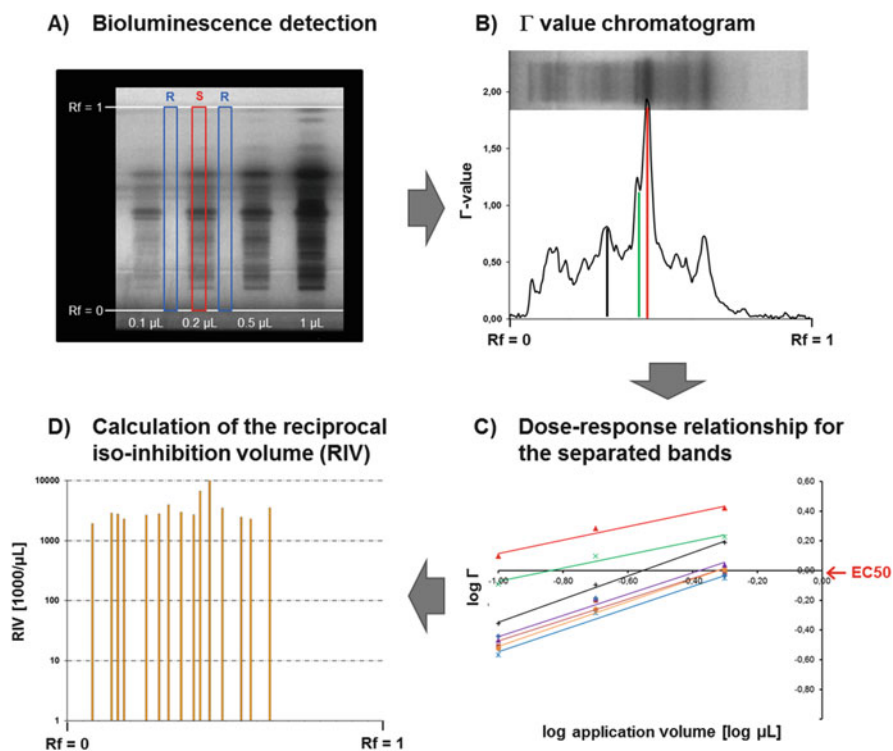 A) Bioluminescence detection
R S R
Rf = 1
Rf = 0
0.1 µL 0.2 µL 0.5 µL 1 µL
B) Γ value chromatogram
2,00
1,50
1,00
0,50
0,00
Γ-value
Rf = 0 Rf = 1
C) Dose-response relationship for
the separated bands
0,60
0,40
0,20
0,00
-0,20
-0,40
-0,60
-0,80
-1,0 -0,80 -0,60 -0,40 -0,20 0,00
log Γ
EC50
log application volume [log µL]
D) Calculation of the reciprocal
iso-inhibition volume (RIV)
10000
1000
100
10
1
RIV [1000/µL]
Rf = 0 Rf = 1